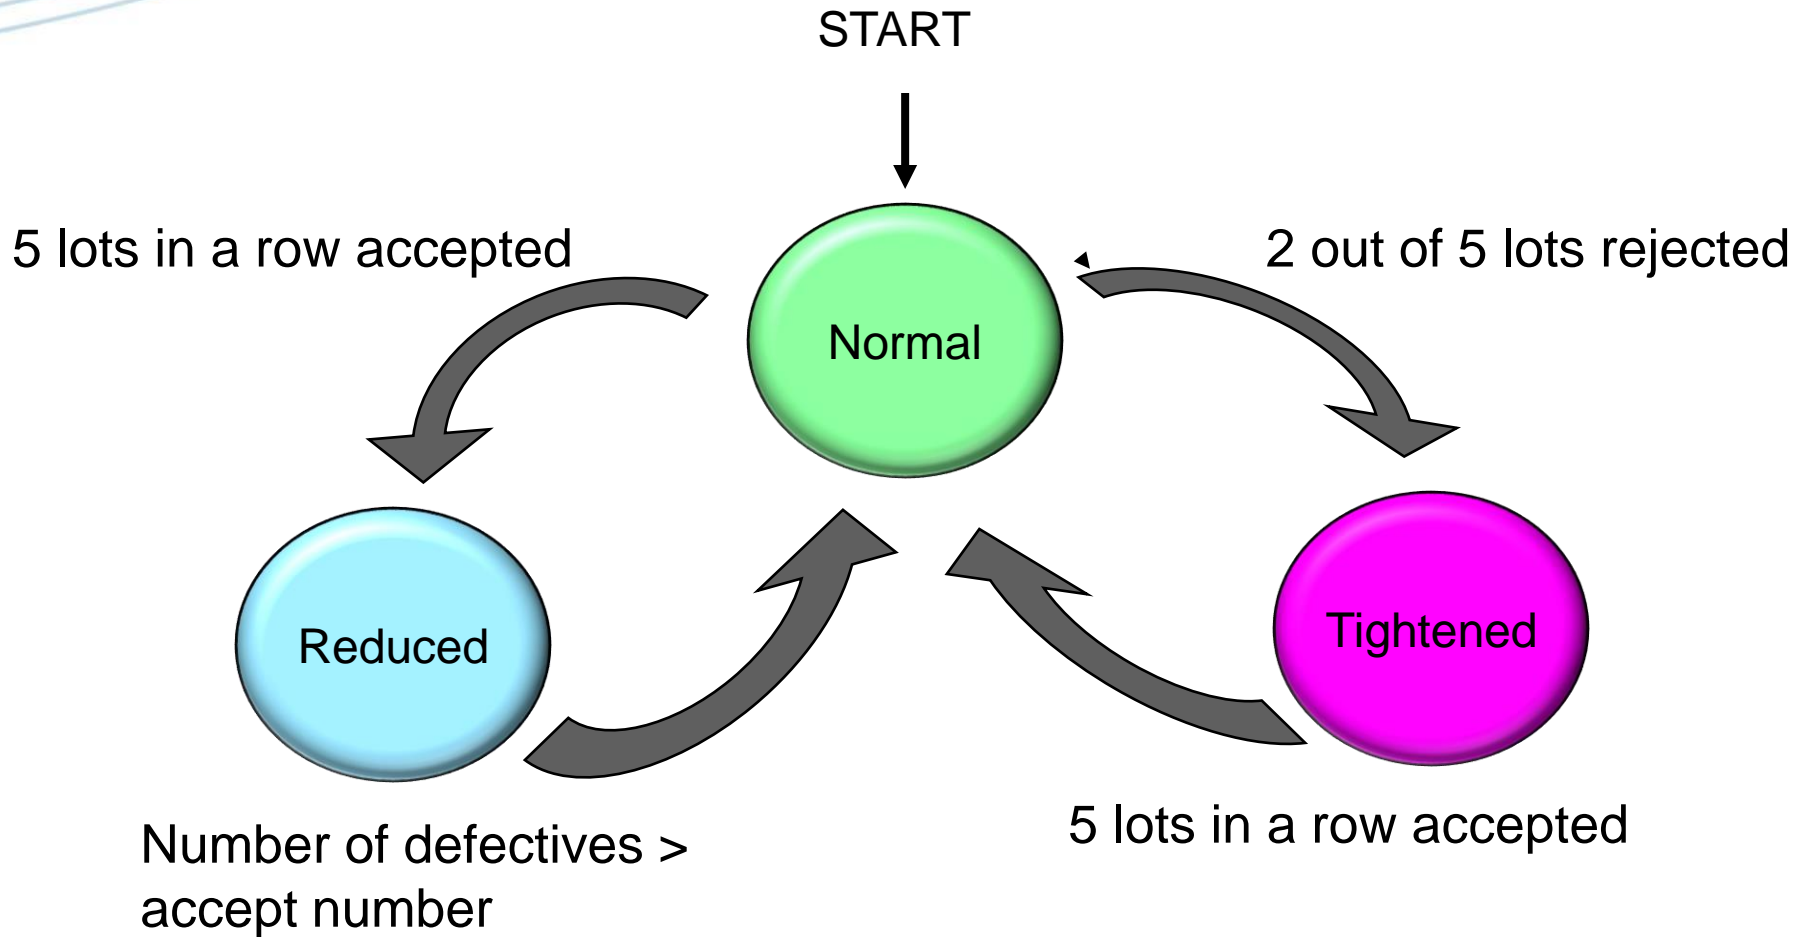 START
5 lots in a row accepted
2 out of 5 lots rejected
Normal
Reduced
Tightened
Number of defectives >
accept number
5 lots in a row accepted